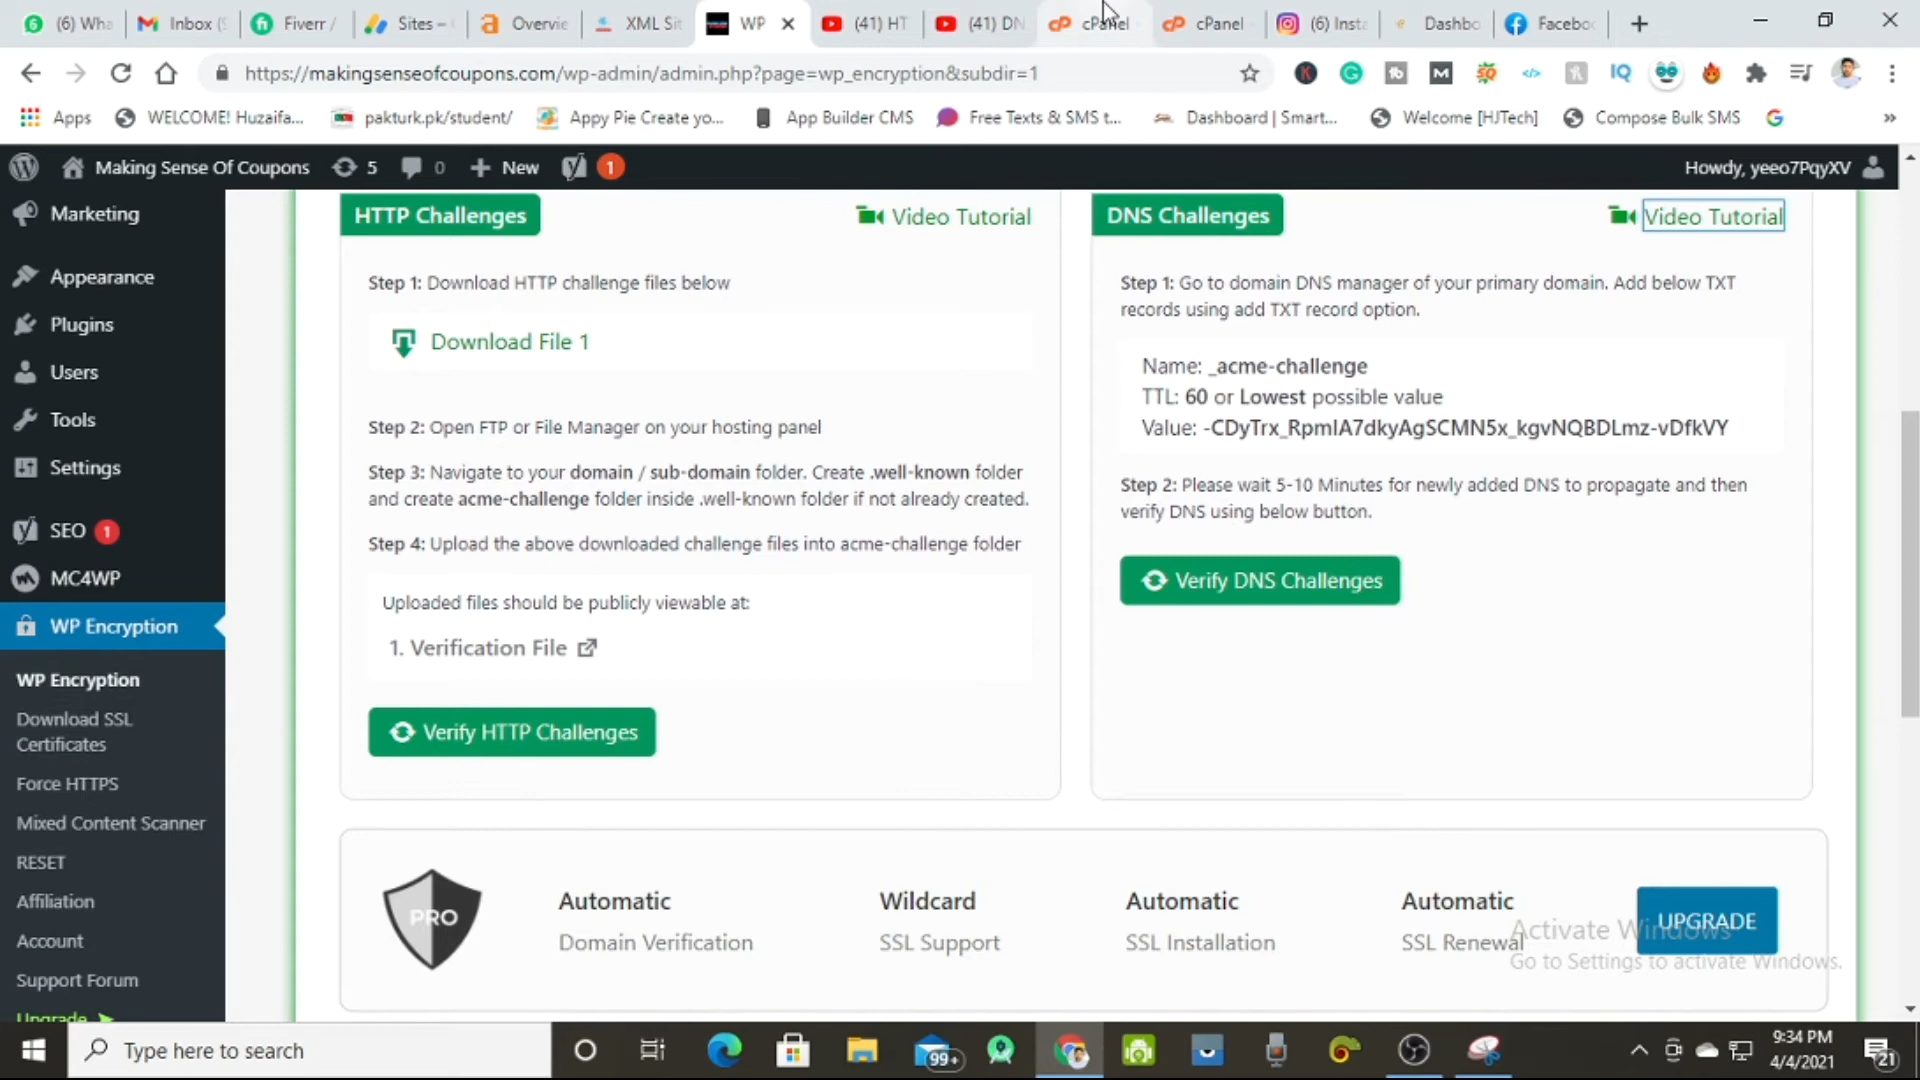 (6) Wha
Inbox (9
Fiverr /
Sites –
Overvie
XML Sit
WP
(41) HT
(41) DN
cPanel
cPanel
(6) Insta
Dashbo
Faceboo
https://makingsenseofcoupons.com/wp-admin/admin.php?page=wp_encryption&subdir=1
Apps
WELCOME! Huzaifa...
pakturk.pk/student/
Appy Pie Create yo...
App Builder CMS
Free Texts & SMS t...
Dashboard | Smart...
Welcome [HJTech]
Compose Bulk SMS
Making Sense Of Coupons
5
0
New
1
Howdy, yeeo7PqyXV
Marketing
Appearance
Plugins
Users
Tools
Settings
SEO 1
MC4WP
WP Encryption
WP Encryption
Download SSL
Certificates
Force HTTPS
Mixed Content Scanner
RESET
Affiliation
Account
Support Forum
Upgrade ➤
HTTP Challenges
Video Tutorial
Step 1: Download HTTP challenge files below
Download File 1
Step 2: Open FTP or File Manager on your hosting panel
Step 3: Navigate to your domain / sub-domain folder. Create .well-known folder
and create acme-challenge folder inside .well-known folder if not already created.
Step 4: Upload the above downloaded challenge files into acme-challenge folder
Uploaded files should be publicly viewable at:
1. Verification File
Verify HTTP Challenges
DNS Challenges
Video Tutorial
Step 1: Go to domain DNS manager of your primary domain. Add below TXT
records using add TXT record option.
Name: _acme-challenge
TTL: 60 or Lowest possible value
Value: -CDyTrx_RpmIA7dkyAgSCMN5x_kgvNQBDLmz-vDfkVY
Step 2: Please wait 5-10 Minutes for newly added DNS to propagate and then
verify DNS using below button.
Verify DNS Challenges
PRO
Automatic
Domain Verification
Wildcard
SSL Support
Automatic
SSL Installation
Automatic
SSL Renewal
UPGRADE
Activate Windows
Go to Settings to activate Windows.
Type here to search
99+
9:34 PM
4/4/2021
21